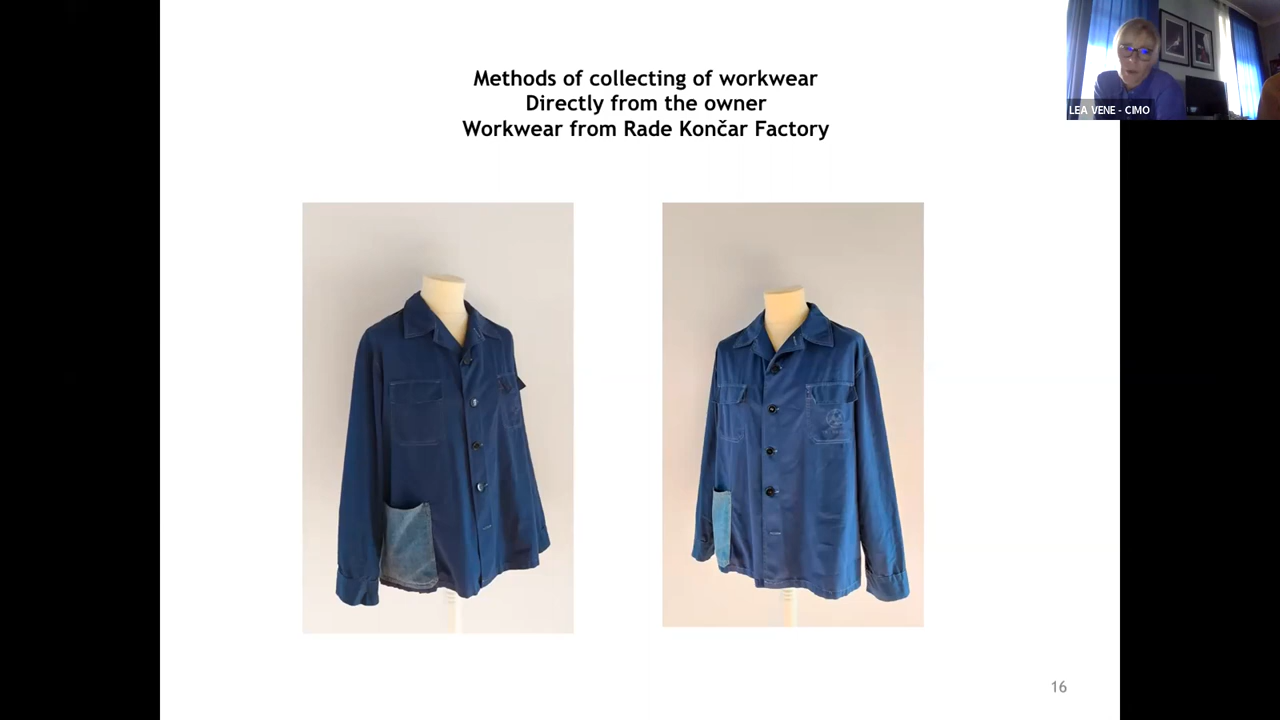 Methods of collecting of workwear
Directly from the owner
Workwear from Rade Končar Factory
LEA VENE - CIMO
16